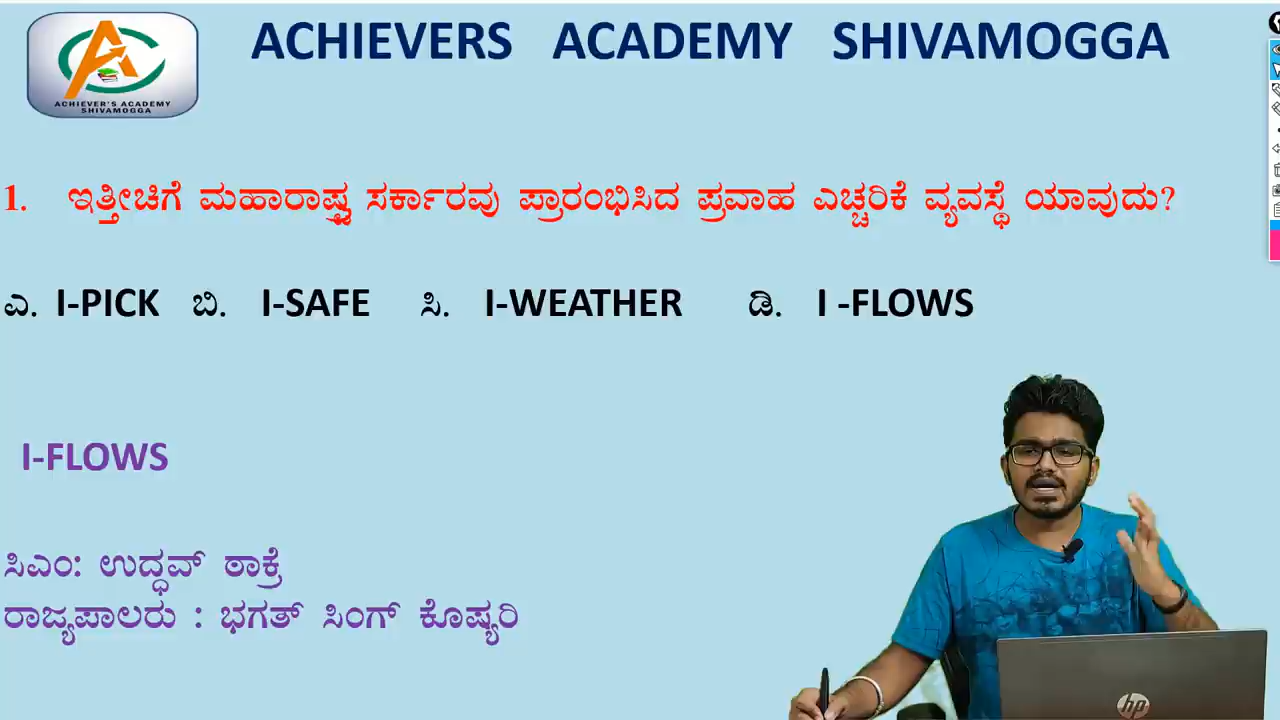 ACHIEVERS ACADEMY SHIVAMOGGA
ACHIEVER'S ACADEMY
SHIVAMOGGA
1. ಇತ್ತೀಚಿಗೆ ಮಹಾರಾಷ್ಟ್ರ ಸರ್ಕಾರವು ಪ್ರಾರಂಭಿಸಿದ ಪ್ರವಾಹ ಎಚ್ಚರಿಕೆ ವ್ಯವಸ್ಥೆ ಯಾವುದು?
ಎ. I-PICK ಬಿ. I-SAFE ಸಿ. I-WEATHER ಡಿ. I -FLOWS
I-FLOWS
ಸಿಎಂ: ಉದ್ಧವ್ ಠಾಕ್ರೆ
ರಾಜ್ಯಪಾಲರು : ಭಗತ್ ಸಿಂಗ್ ಕೊಷ್ಯರಿ
hp